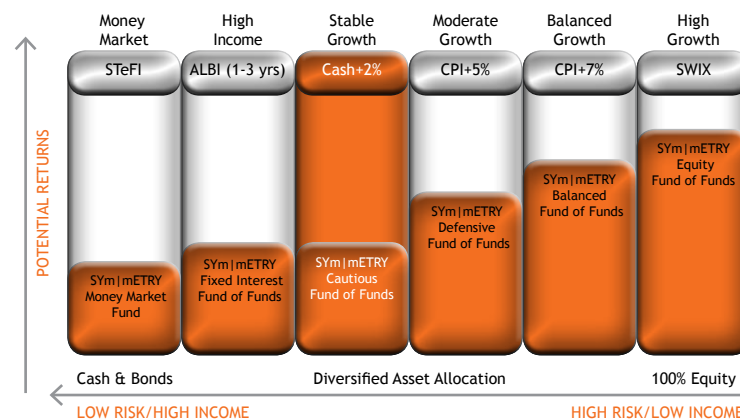 Money
Market
High
Income
Stable
Growth
Moderate
Growth
Balanced
Growth
High
Growth
STeFI
ALBI (1-3 yrs)
Cash+2%
CPI+5%
CPI+7%
SWIX
POTENTIAL RETURNS
SYm|mETRY
Money Market
Fund
SYm|mETRY
Fixed Interest
Fund of Funds
SYm|mETRY
Cautious
Fund of Funds
SYm|mETRY
Defensive
Fund of Funds
SYm|mETRY
Balanced
Fund of Funds
SYm|mETRY
Equity
Fund of Funds
Cash & Bonds
Diversified Asset Allocation
100% Equity
LOW RISK/HIGH INCOME
HIGH RISK/LOW INCOME